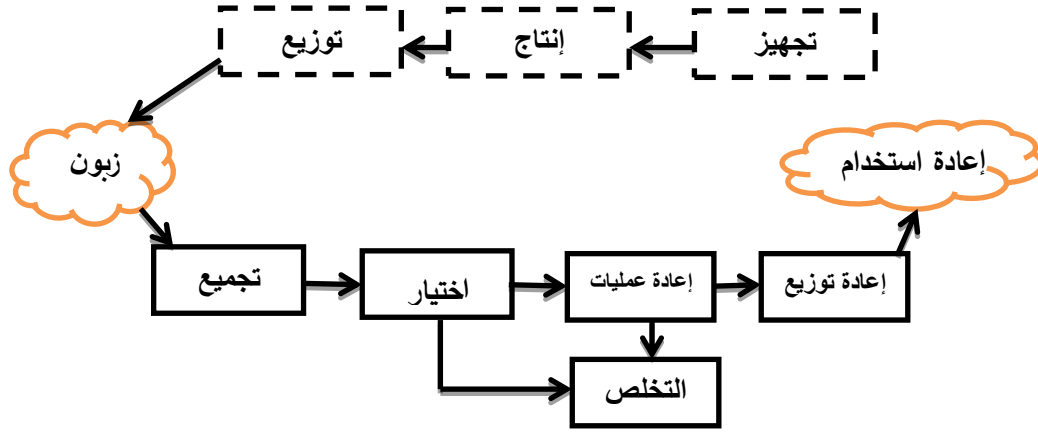 تجهيز
إنتاج
توزيع
زبون
إعادة استخدام
تجميع
اختيار
إعادة عمليات
إعادة توزيع
التخلص